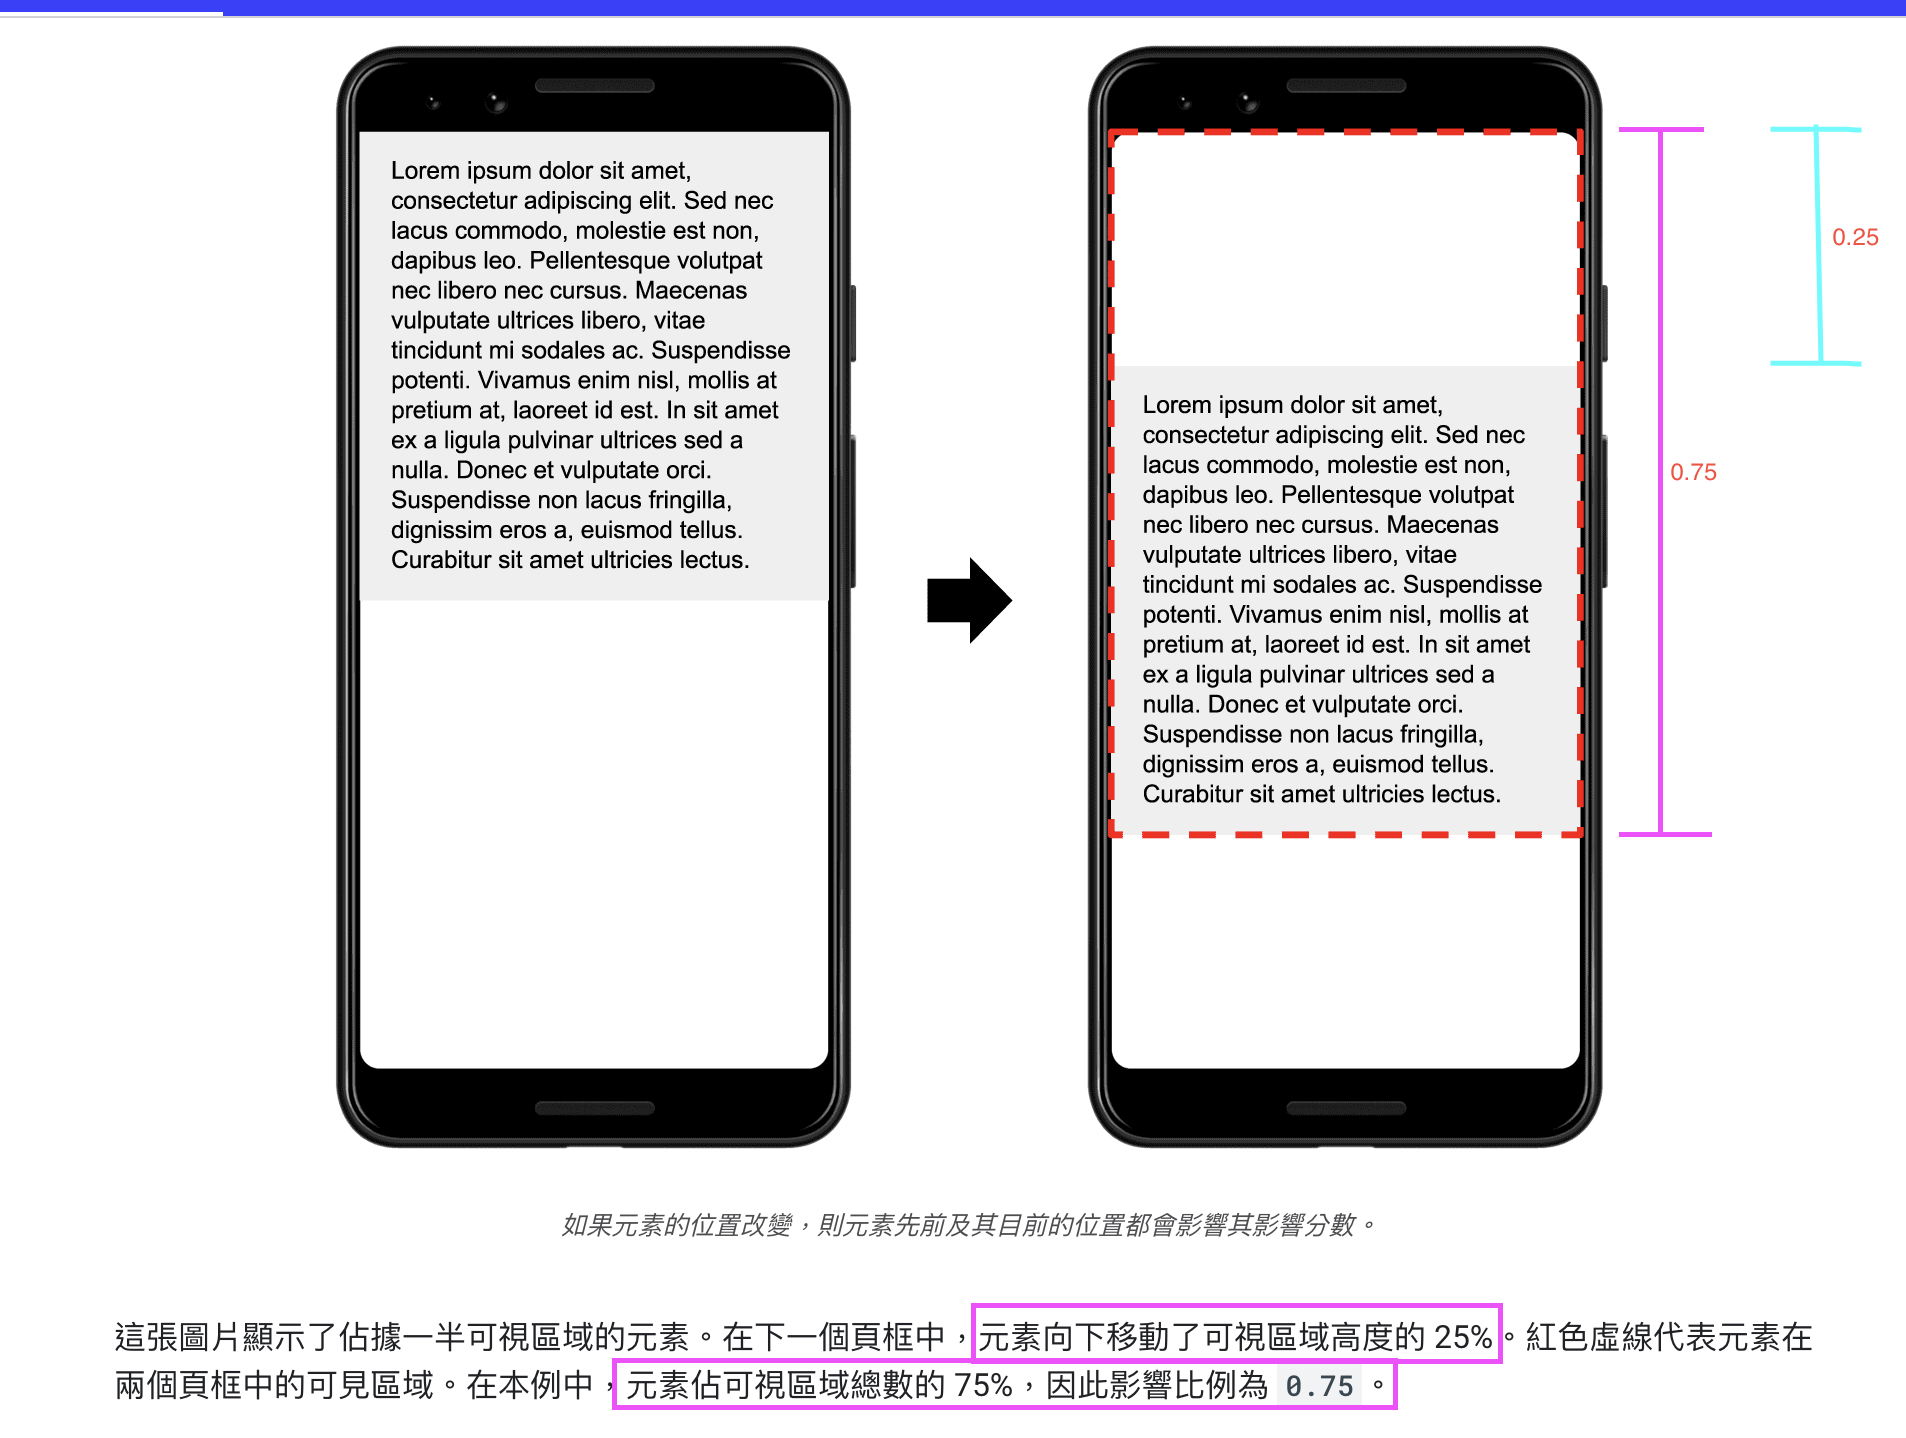 Lorem ipsum dolor sit amet,
consectetur adipiscing elit. Sed nec
lacus commodo, molestie est non,
dapibus leo. Pellentesque volutpat
nec libero nec cursus. Maecenas
vulputate ultrices libero, vitae
tincidunt mi sodales ac. Suspendisse
potenti. Vivamus enim nisl, mollis at
pretium at, laoreet id est. In sit amet
ex a ligula pulvinar ultrices sed a
nulla. Donec et vulputate orci.
Suspendisse non lacus fringilla,
dignissim eros a, euismod tellus.
Curabitur sit amet ultricies lectus.
Lorem ipsum dolor sit amet,
consectetur adipiscing elit. Sed nec
lacus commodo, molestie est non,
dapibus leo. Pellentesque volutpat
nec libero nec cursus. Maecenas
vulputate ultrices libero, vitae
tincidunt mi sodales ac. Suspendisse
potenti. Vivamus enim nisl, mollis at
pretium at, laoreet id est. In sit amet
ex a ligula pulvinar ultrices sed a
nulla. Donec et vulputate orci.
Suspendisse non lacus fringilla,
dignissim eros a, euismod tellus.
Curabitur sit amet ultricies lectus.
0.25
0.75
如果元素的位置改變，則元素先前及其目前的位置都會影響其影響分數。
這張圖片顯示了佔據一半可視區域的元素。在下一個頁框中，元素向下移動了可視區域高度的 25%。紅色虛線代表元素在
兩個頁框中的可見區域。在本例中，元素佔可視區域總數的 75%，因此影響比例為 0.75。